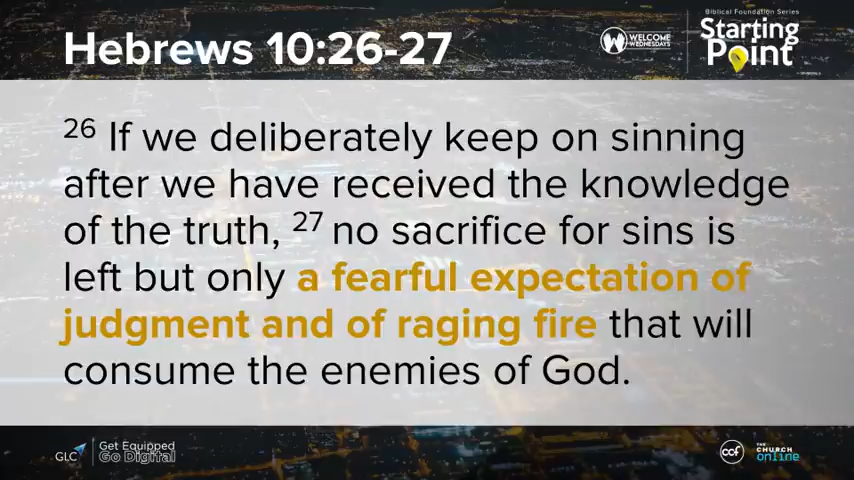 Hebrews 10:26-27
WELCOME
WEDNESDAYS
Biblical Foundation Series
Starting
Point
26 If we deliberately keep on sinning
after we have received the knowledge
of the truth, 27 no sacrifice for sins is
left but only a fearful expectation of
judgment and of raging fire that will
consume the enemies of God.
GLC
Get Equipped
Go Digital
ccf
THE
CHURCH
online